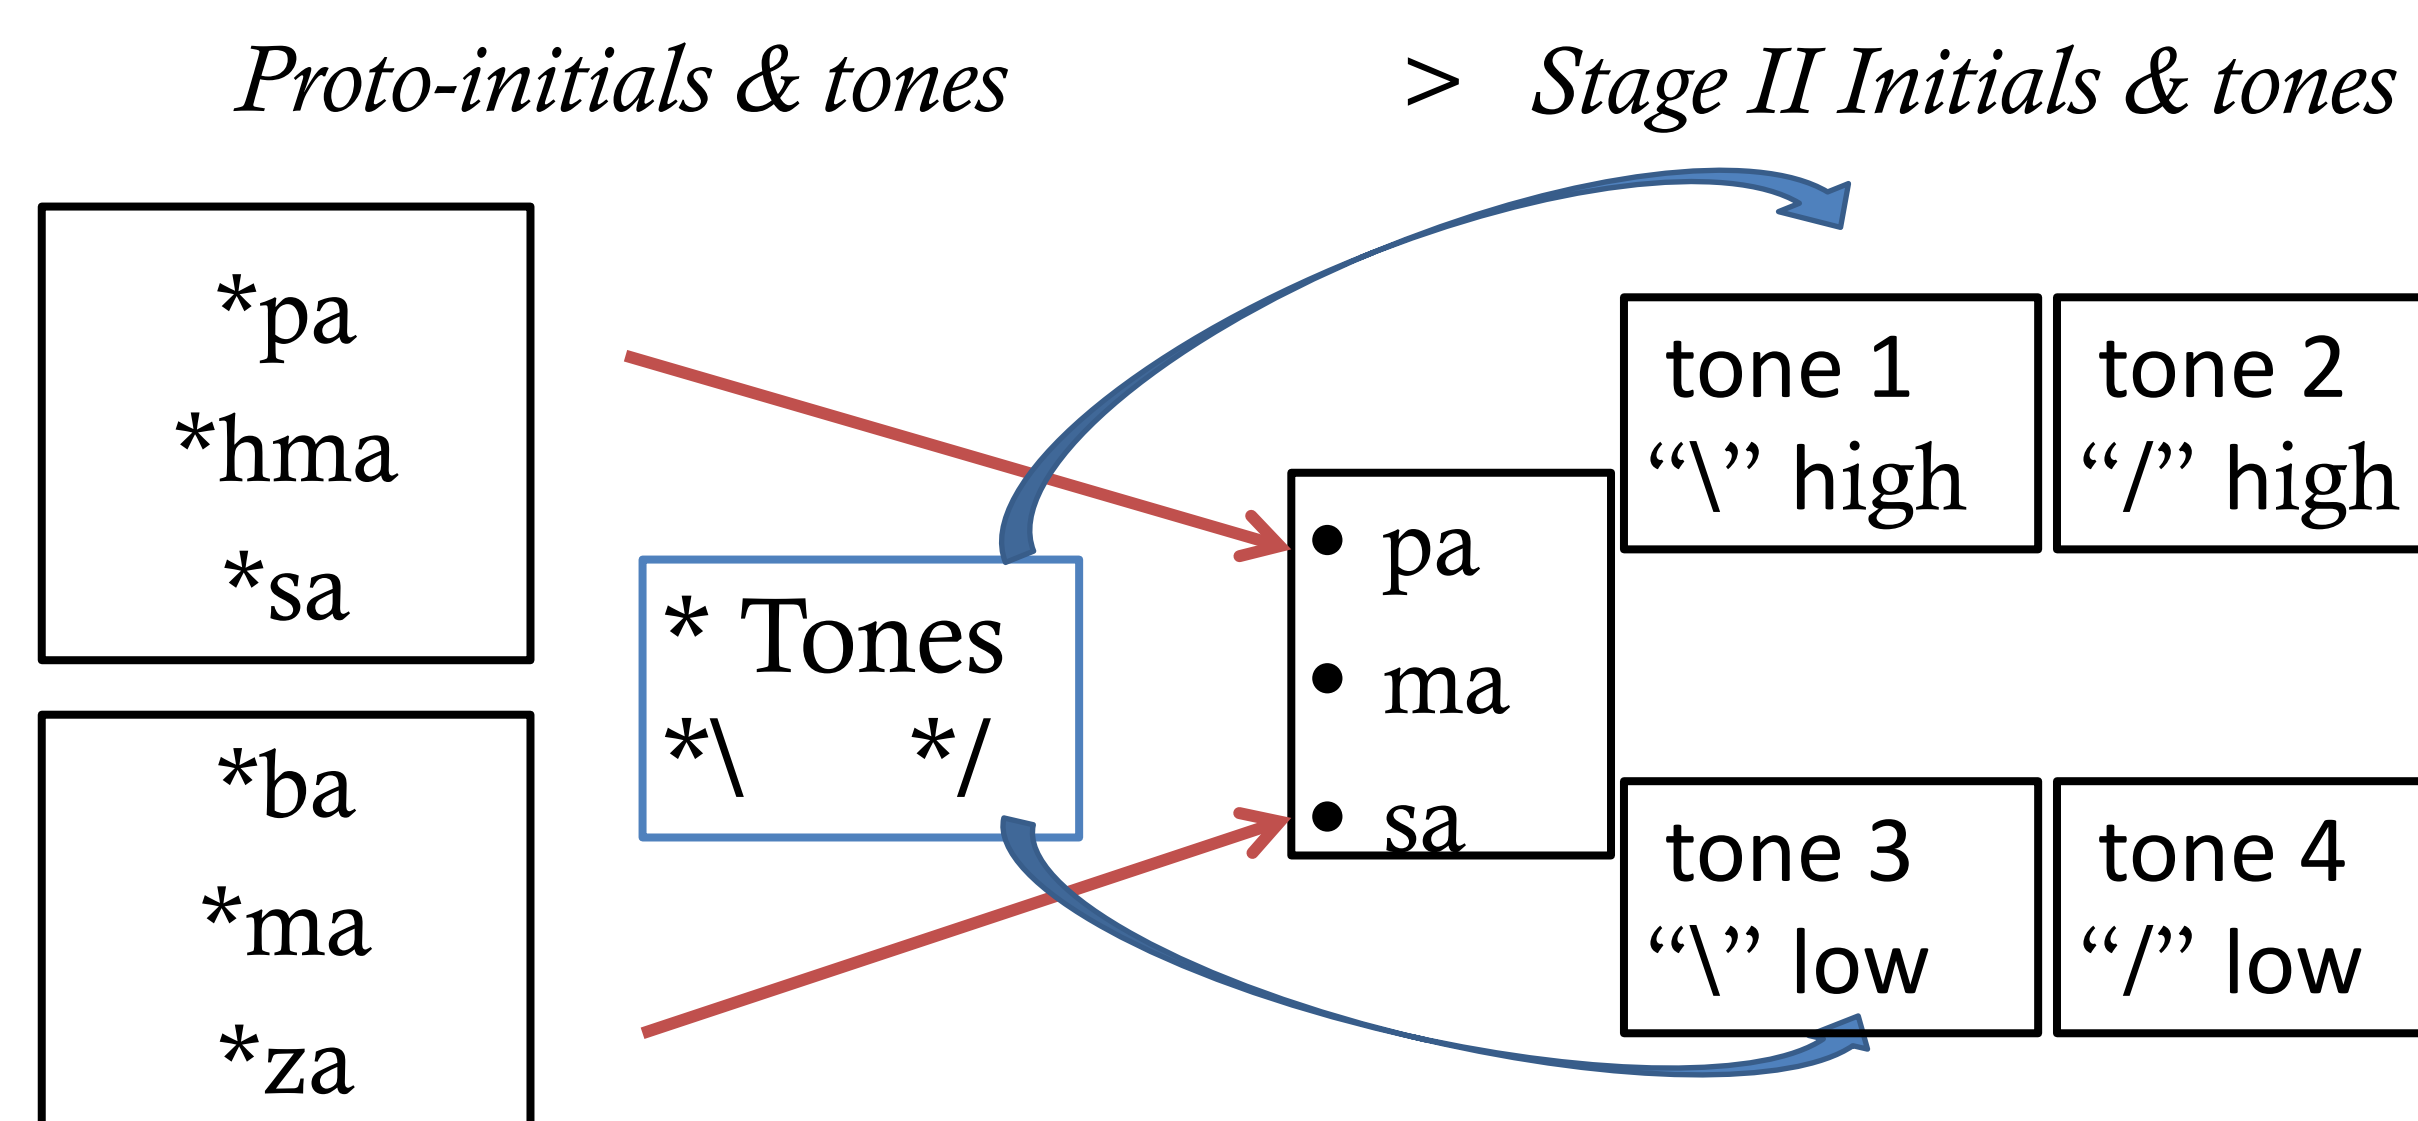 Proto-initials & tones > Stage II Initials & tones
*pa
*hma
*sa
*ba
*ma
*za
* Tones
*\ */
• pa
• ma
• sa
tone 1
“\” high
tone 2
“/” high
tone 3
“\” low
tone 4
“/” low